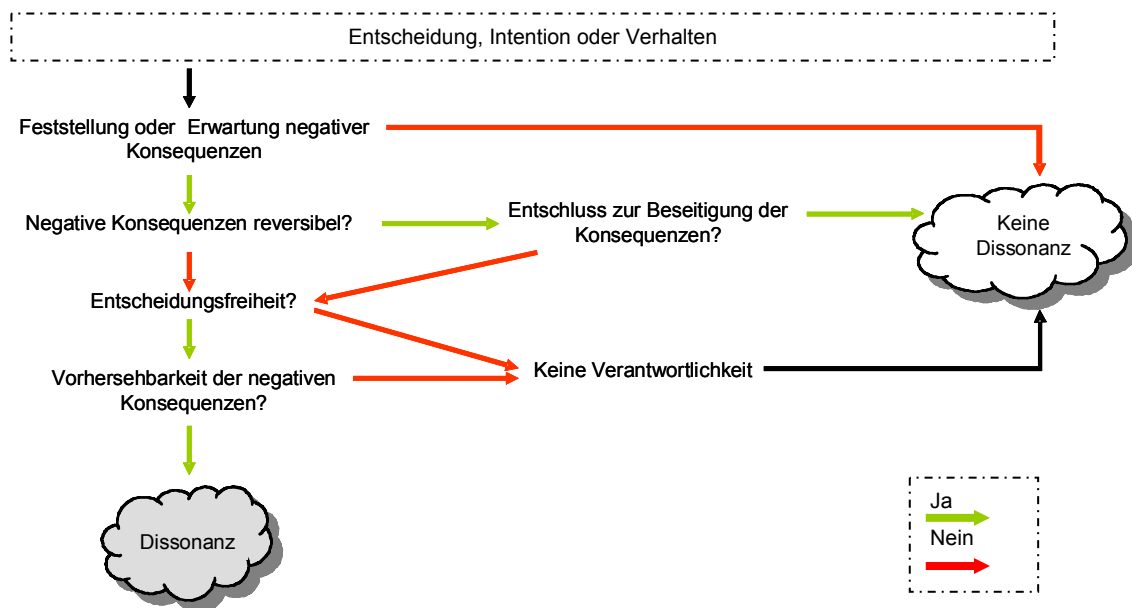 Entscheidung, Intention oder Verhalten
Feststellung oder Erwartung negativer
Konsequenzen
Negative Konsequenzen reversibel?
Entschluss zur Beseitigung der
Konsequenzen?
Keine
Dissonanz
Entscheidungsfreiheit?
Vorhersehbarkeit der negativen
Konsequenzen?
Keine Verantwortlichkeit
Dissonanz
Ja
Nein